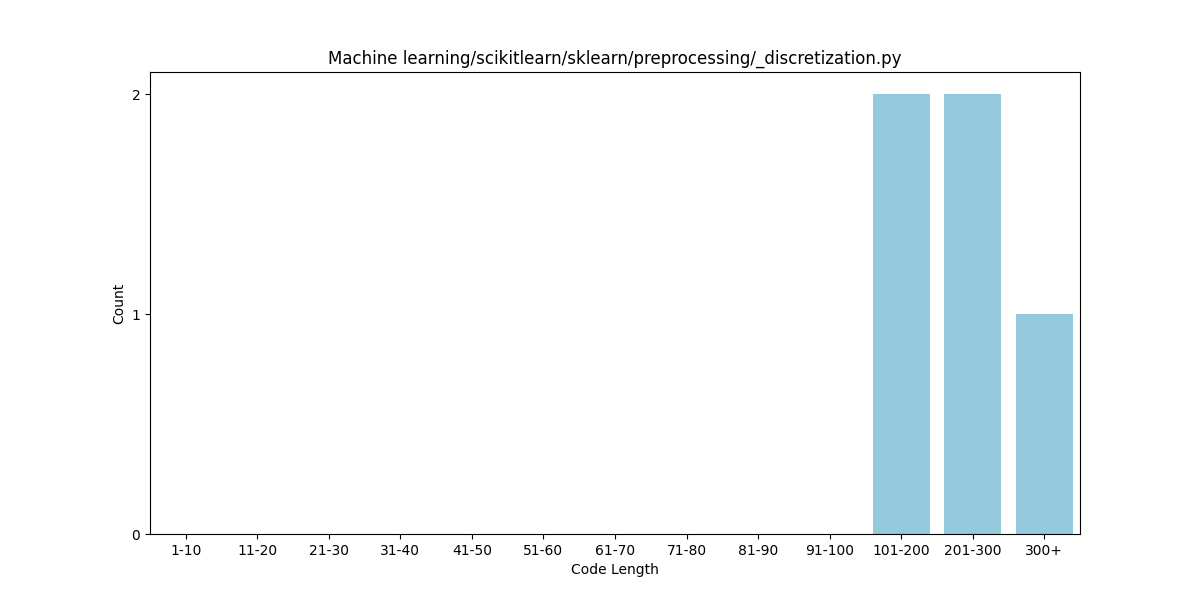 Machine learning/scikitlearn/sklearn/preprocessing/_discretization.py
2
1
0
Count
1-10 11-20 21-30 31-40 41-50 51-60 61-70 71-80 81-90 91-100 101-200 201-300 300+
Code Length